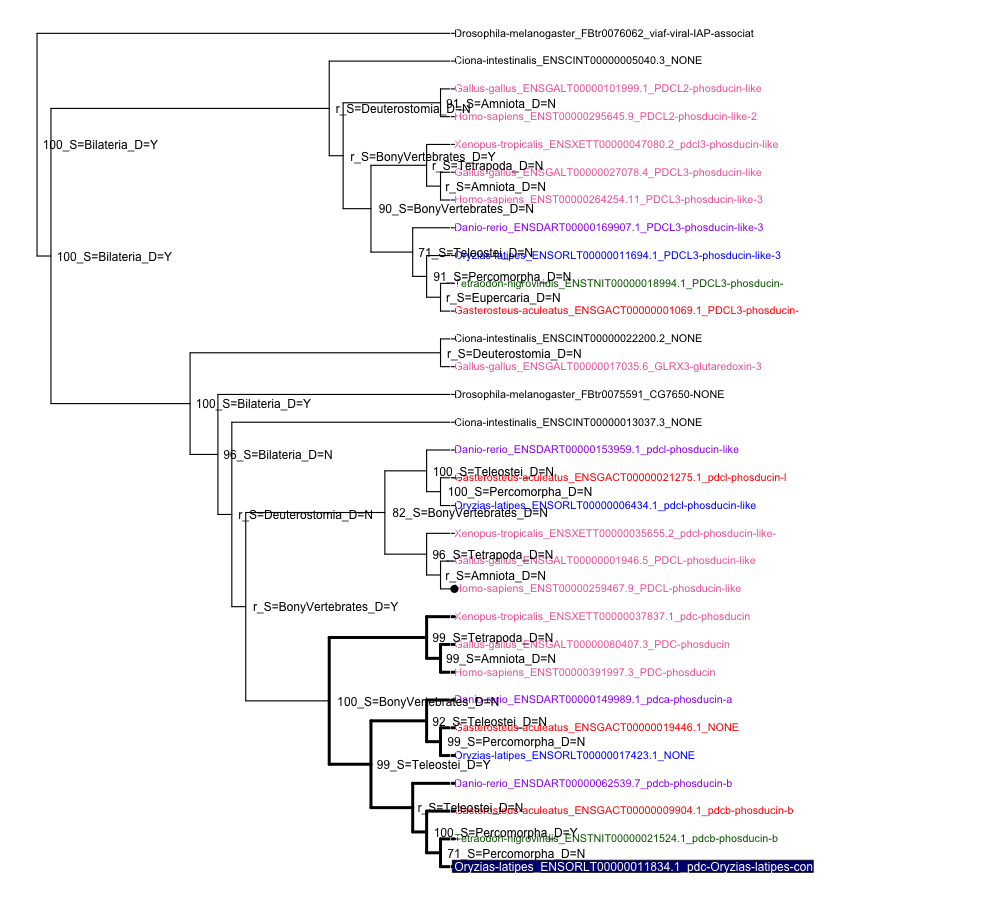 Drosophila-melanogaster_FBtr0076062_viaf-viral-IAP-associat
Ciona-intestinalis_ENSCINT00000005040.3_NONE
Gallus-gallus_ENSGALT00000101999.1_PDCL2-phosducin-like
91_S=Amniota_D=N
r_S=Deuterostomia_D=N
Homo-sapiens_ENST00000295645.9_PDCL2-phosducin-like-2
100_S=Bilateria_D=Y
Xenopus-tropicalis_ENSXETT00000047080.2_pdcl3-phosducin-like
r_S=BonyVertebrates_D=Y
r_S=Tetrapoda_D=N
Gallus-gallus_ENSGALT00000027078.4_PDCL3-phosducin-like
r_S=Amniota_D=N
Homo-sapiens_ENST00000264254.11_PDCL3-phosducin-like-3
90_S=BonyVertebrates_D=N
Danio-rerio_ENSDART00000169907.1_PDCL3-phosducin-like-3
71_S=Teleostei_D=N
Oryzias-latipes_ENSORLT00000011694.1_PDCL3-phosducin-like-3
100_S=Bilateria_D=Y
91_S=Percomorpha_D=N
Tetraodon-nigroviridis_ENSTNIT00000018994.1_PDCL3-phosducin-
r_S=Eupercaria_D=N
Gasterosteus-aculeatus_ENSGACT00000001069.1_PDCL3-phosducin-
Ciona-intestinalis_ENSCINT00000022200.2_NONE
r_S=Deuterostomia_D=N
Gallus-gallus_ENSGALT00000017035.6_GLRX3-glutaredoxin-3
Drosophila-melanogaster_FBtr0075591_CG7650-NONE
100_S=Bilateria_D=Y
Ciona-intestinalis_ENSCINT00000013037.3_NONE
Danio-rerio_ENSDART00000153959.1_pdcl-phosducin-like
96_S=Bilateria_D=N
100_S=Teleostei_D=N
Gasterosteus-aculeatus_ENSGACT00000021275.1_pdcl-phosducin-l
100_S=Percomorpha_D=N
Oryzias-latipes_ENSORLT00000006434.1_pdcl-phosducin-like
82_S=BonyVertebrates_D=N
r_S=Deuterostomia_D=N
Xenopus-tropicalis_ENSXETT00000035655.2_pdcl-phosducin-like-
96_S=Tetrapoda_D=N
Gallus-gallus_ENSGALT00000001946.5_PDCL-phosducin-like
r_S=Amniota_D=N
Homo-sapiens_ENST00000259467.9_PDCL-phosducin-like
r_S=BonyVertebrates_D=Y
Xenopus-tropicalis_ENSXETT00000037837.1_pdc-phosducin
99_S=Tetrapoda_D=N
Gallus-gallus_ENSGALT00000080407.3_PDC-phosducin
99_S=Amniota_D=N
Homo-sapiens_ENST00000391997.3_PDC-phosducin
Danio-rerio_ENSDART00000149989.1_pdca-phosducin-a
100_S=BonyVertebrates_D=N
92_S=Teleostei_D=N
Gasterosteus-aculeatus_ENSGACT00000019446.1_NONE
99_S=Percomorpha_D=N
Oryzias-latipes_ENSORLT00000017423.1_NONE
99_S=Teleostei_D=Y
Danio-rerio_ENSDART00000062539.7_pdcb-phosducin-b
r_S=Teleostei_D=N
Gasterosteus-aculeatus_ENSGACT00000009904.1_pdcb-phosducin-b
100_S=Percomorpha_D=Y
Tetraodon-nigroviridis_ENSTNIT00000021524.1_pdcb-phosducin-b
71_S=Percomorpha_D=N
Oryzias-latipes_ENSORLT00000011834.1_pdc-Oryzias-latipes-con